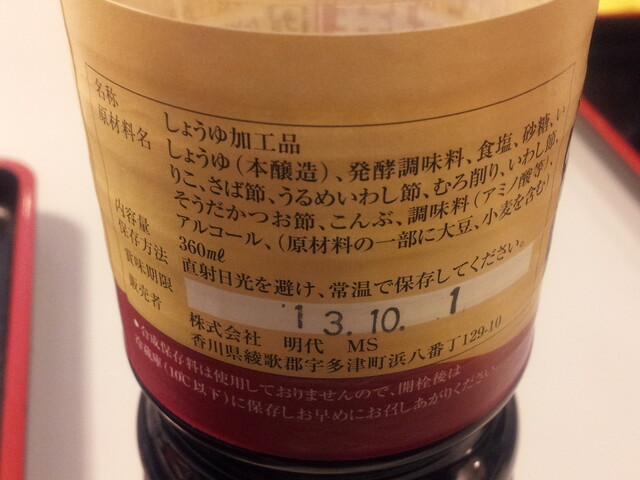 名称 しょうゆ加工品
原材料名 しょうゆ(本醸造)、発酵調味料、食塩、砂糖、い
りこ、さば節、うるめいわし節、むろ削り、いわし節、
そうだかつお節、こんぶ、調味料(アミノ酸等)、
アルコール、(原材料の一部に大豆、小麦を含む)
内容量 360ml
保存方法 直射日光を避け、常温で保存してください。
賞味期限 13.10. 1
販売者 株式会社 明代 MS
香川県綾歌郡宇多津町浜八番丁129-10
●合成保存料は使用しておりませんので、開栓後は
冷蔵庫(10℃以下)に保存しお早めにお召しあがりください。